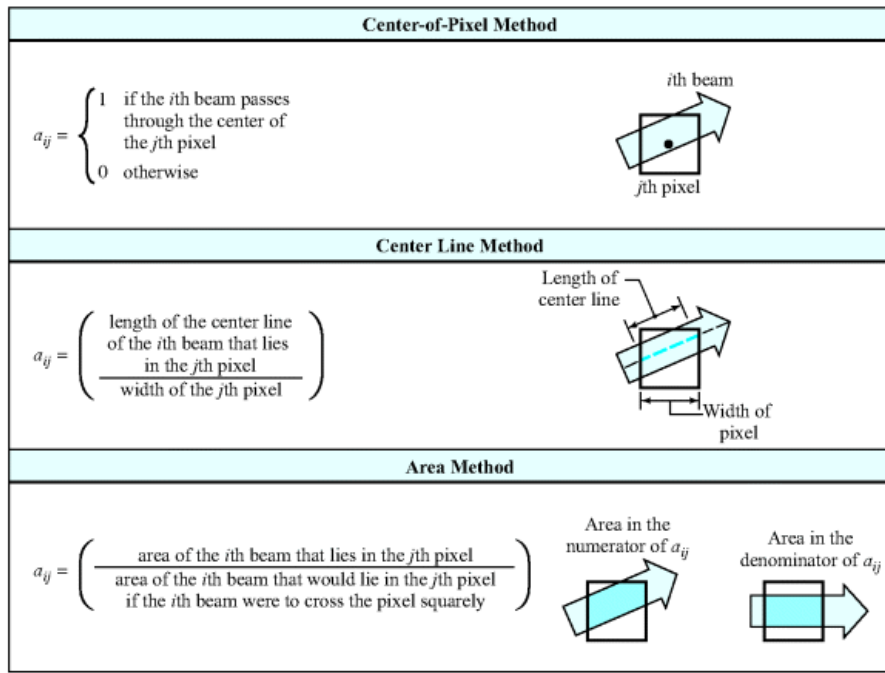 Center-of-Pixel Method
a_ij = { 1 if the ith beam passes
through the center of
the jth pixel
0 otherwise
ith beam
jth pixel
Center Line Method
a_ij = ( length of the center line
of the ith beam that lies
in the jth pixel
width of the jth pixel )
Length of
center line
Width of
pixel
Area Method
a_ij = ( area of the ith beam that lies in the jth pixel
area of the ith beam that would lie in the jth pixel
if the ith beam were to cross the pixel squarely )
Area in the
numerator of a_ij
Area in the
denominator of a_ij